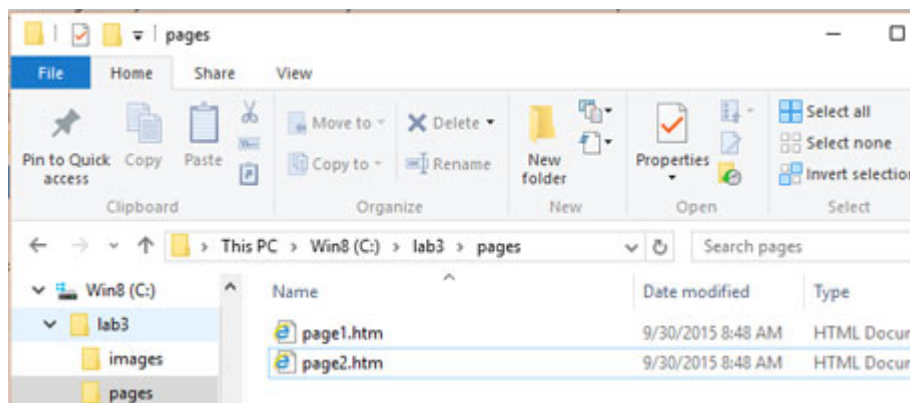 pages
File Home Share View
Pin to Quick access
Copy
Paste
Clipboard
Move to
Copy to
Delete
Rename
Organize
New folder
New
Properties
Open
Select all
Select none
Invert selection
Select
This PC > Win8 (C:) > lab3 > pages
Search pages
Win8 (C:)
lab3
images
pages
Name Date modified Type
page1.htm 9/30/2015 8:48 AM HTML Docur
page2.htm 9/30/2015 8:48 AM HTML Docur